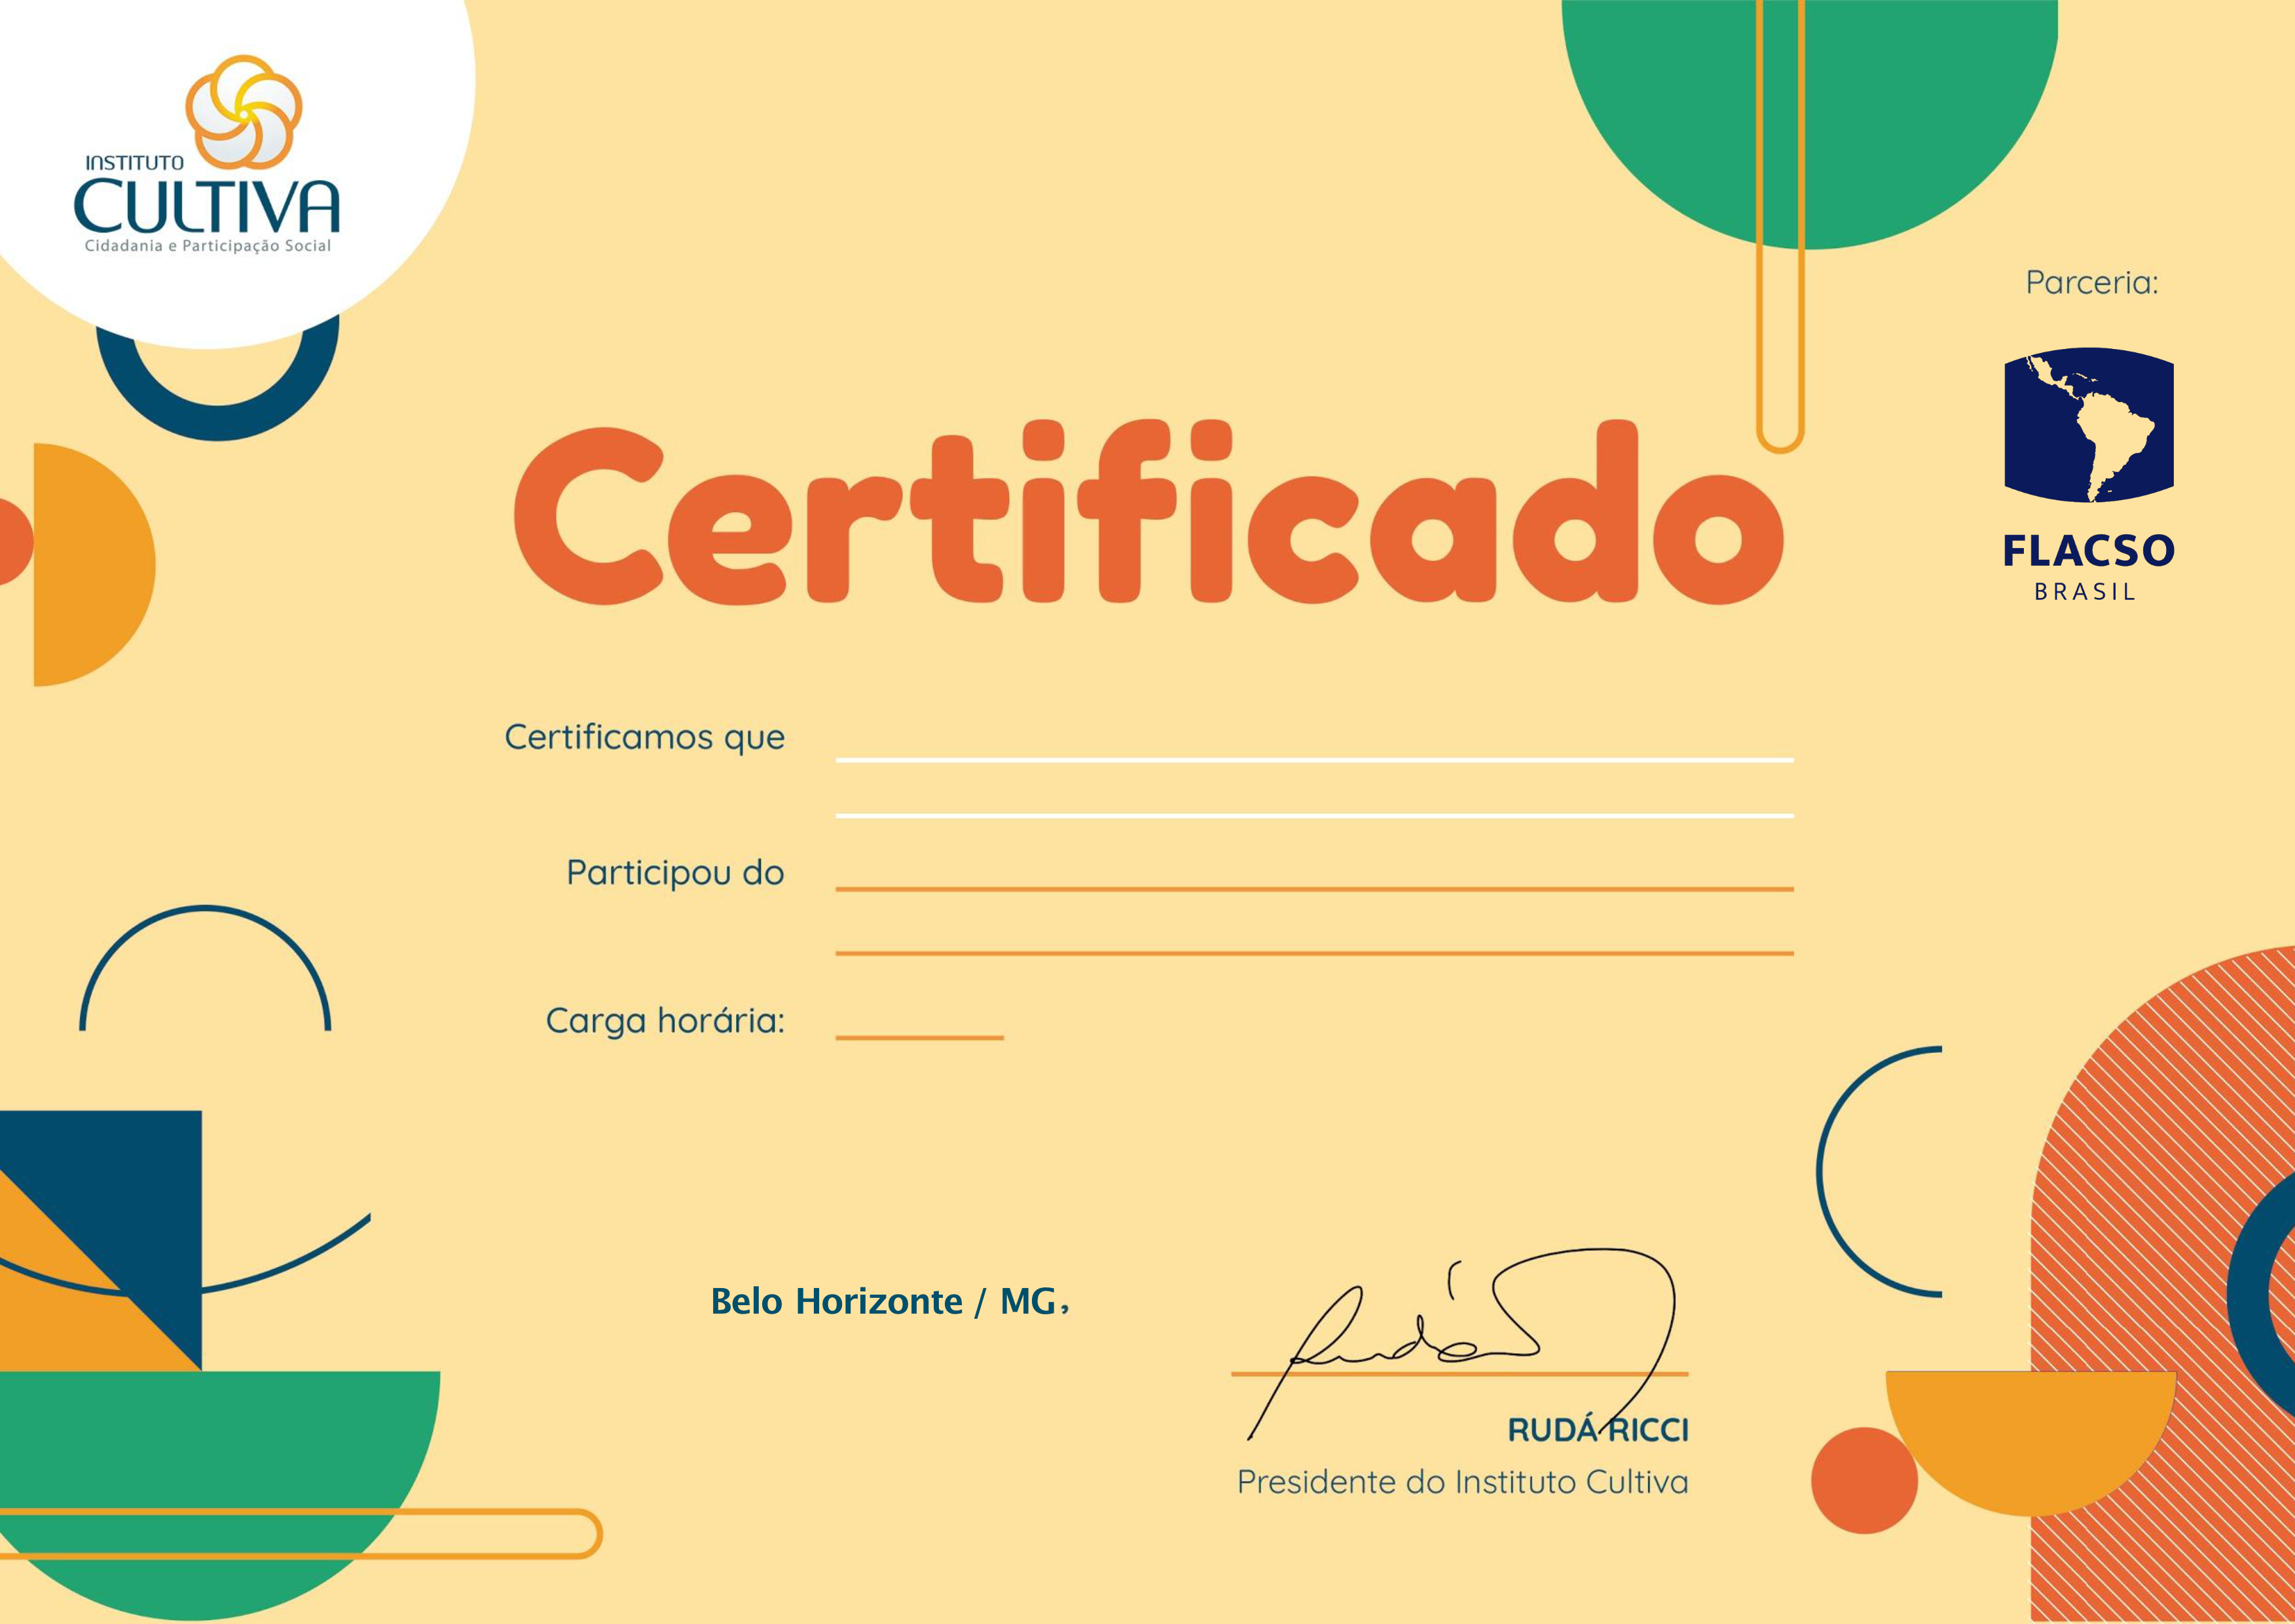 INSTITUTO
CULTIVA
Cidadania e Participação Social
Parceria:
FLACSO
BRASIL
Certificado
Certificamos que
Participou do
Carga horária:
Belo Horizonte / MG,
Rudá
RUDÁ RICCI
Presidente do Instituto Cultiva